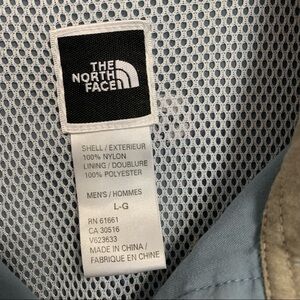 THE
NORTH
FACE
SHELL / EXTERIEUR
100% NYLON
LINING / DOUBLURE
100% POLYESTER
MEN'S / HOMMES
L-G
RN 61661
CA 30516
V623633
MADE IN CHINA /
FABRIQUE EN CHINE